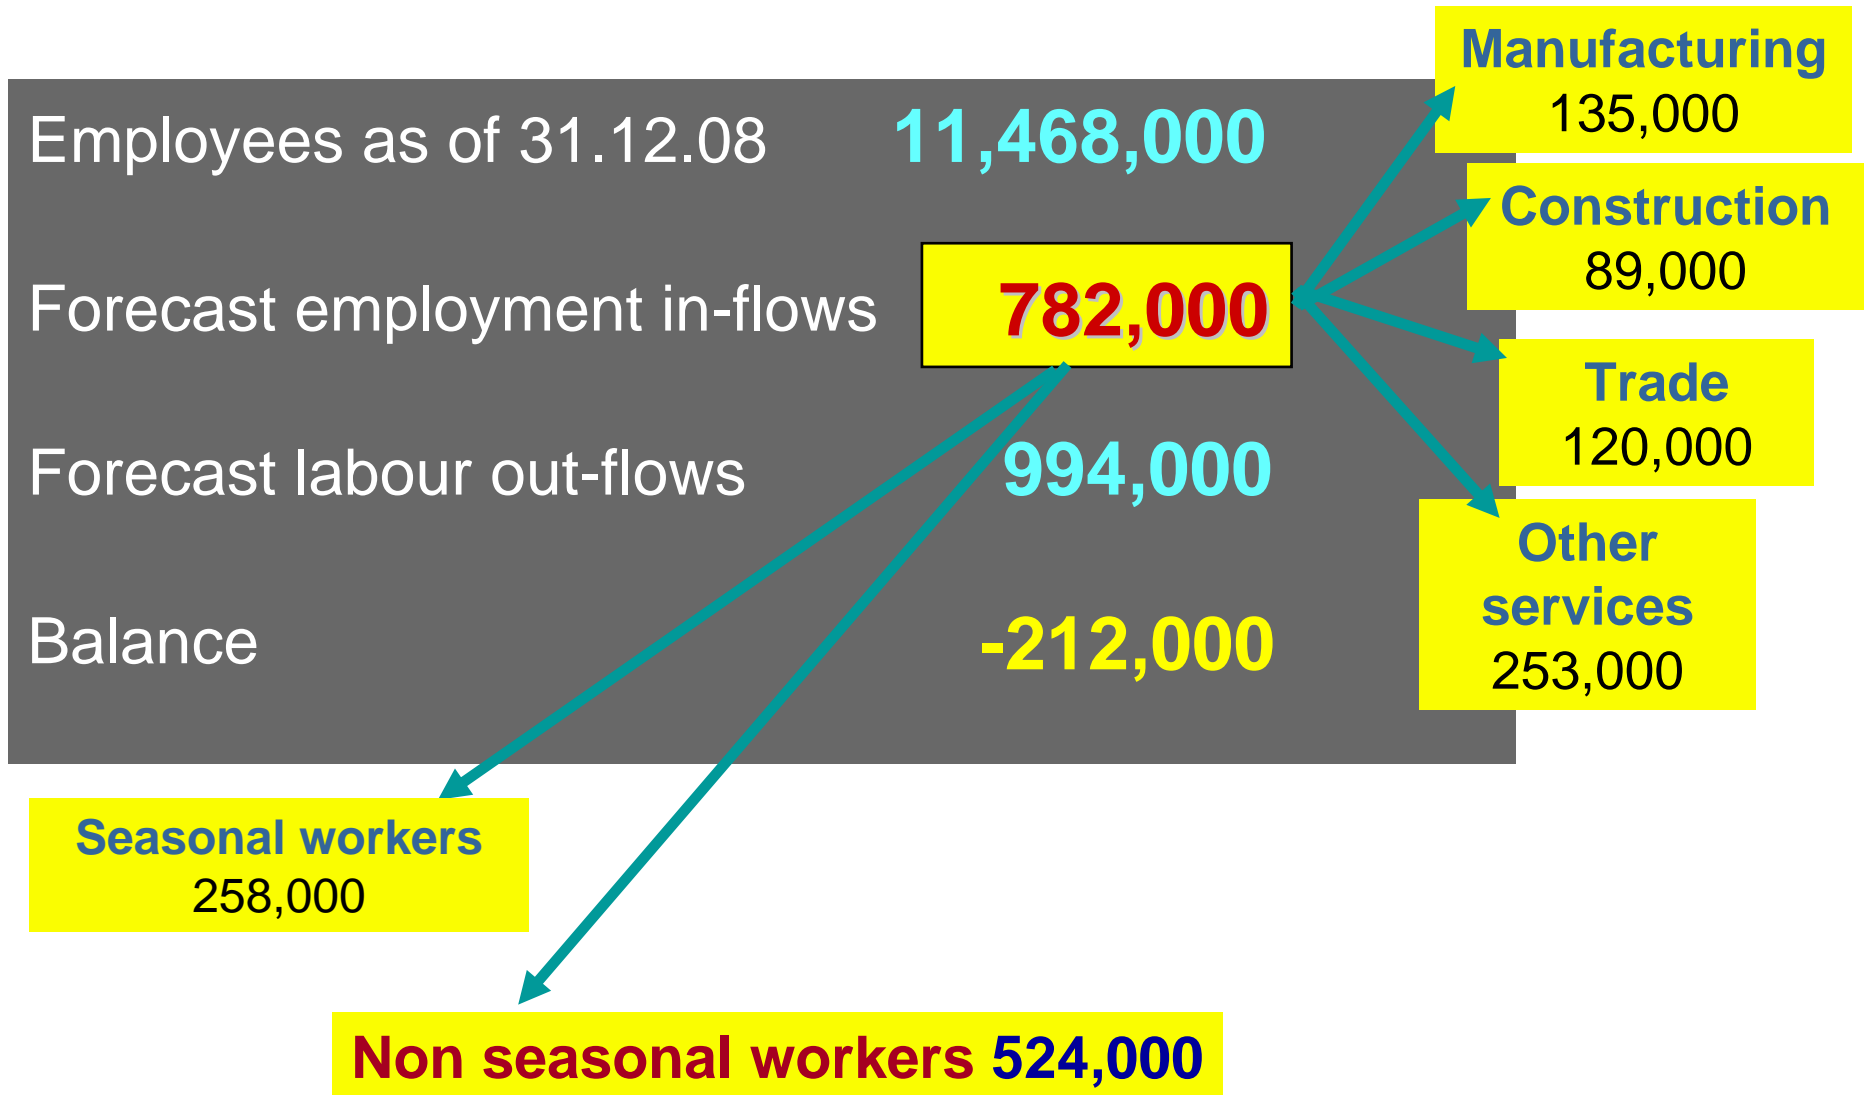 Manufacturing
135,000
Employees as of 31.12.08 11,468,000
Construction
89,000
Forecast employment in-flows 782,000
Trade
120,000
Forecast labour out-flows 994,000
Other
services
253,000
Balance -212,000
Seasonal workers
258,000
Non seasonal workers 524,000